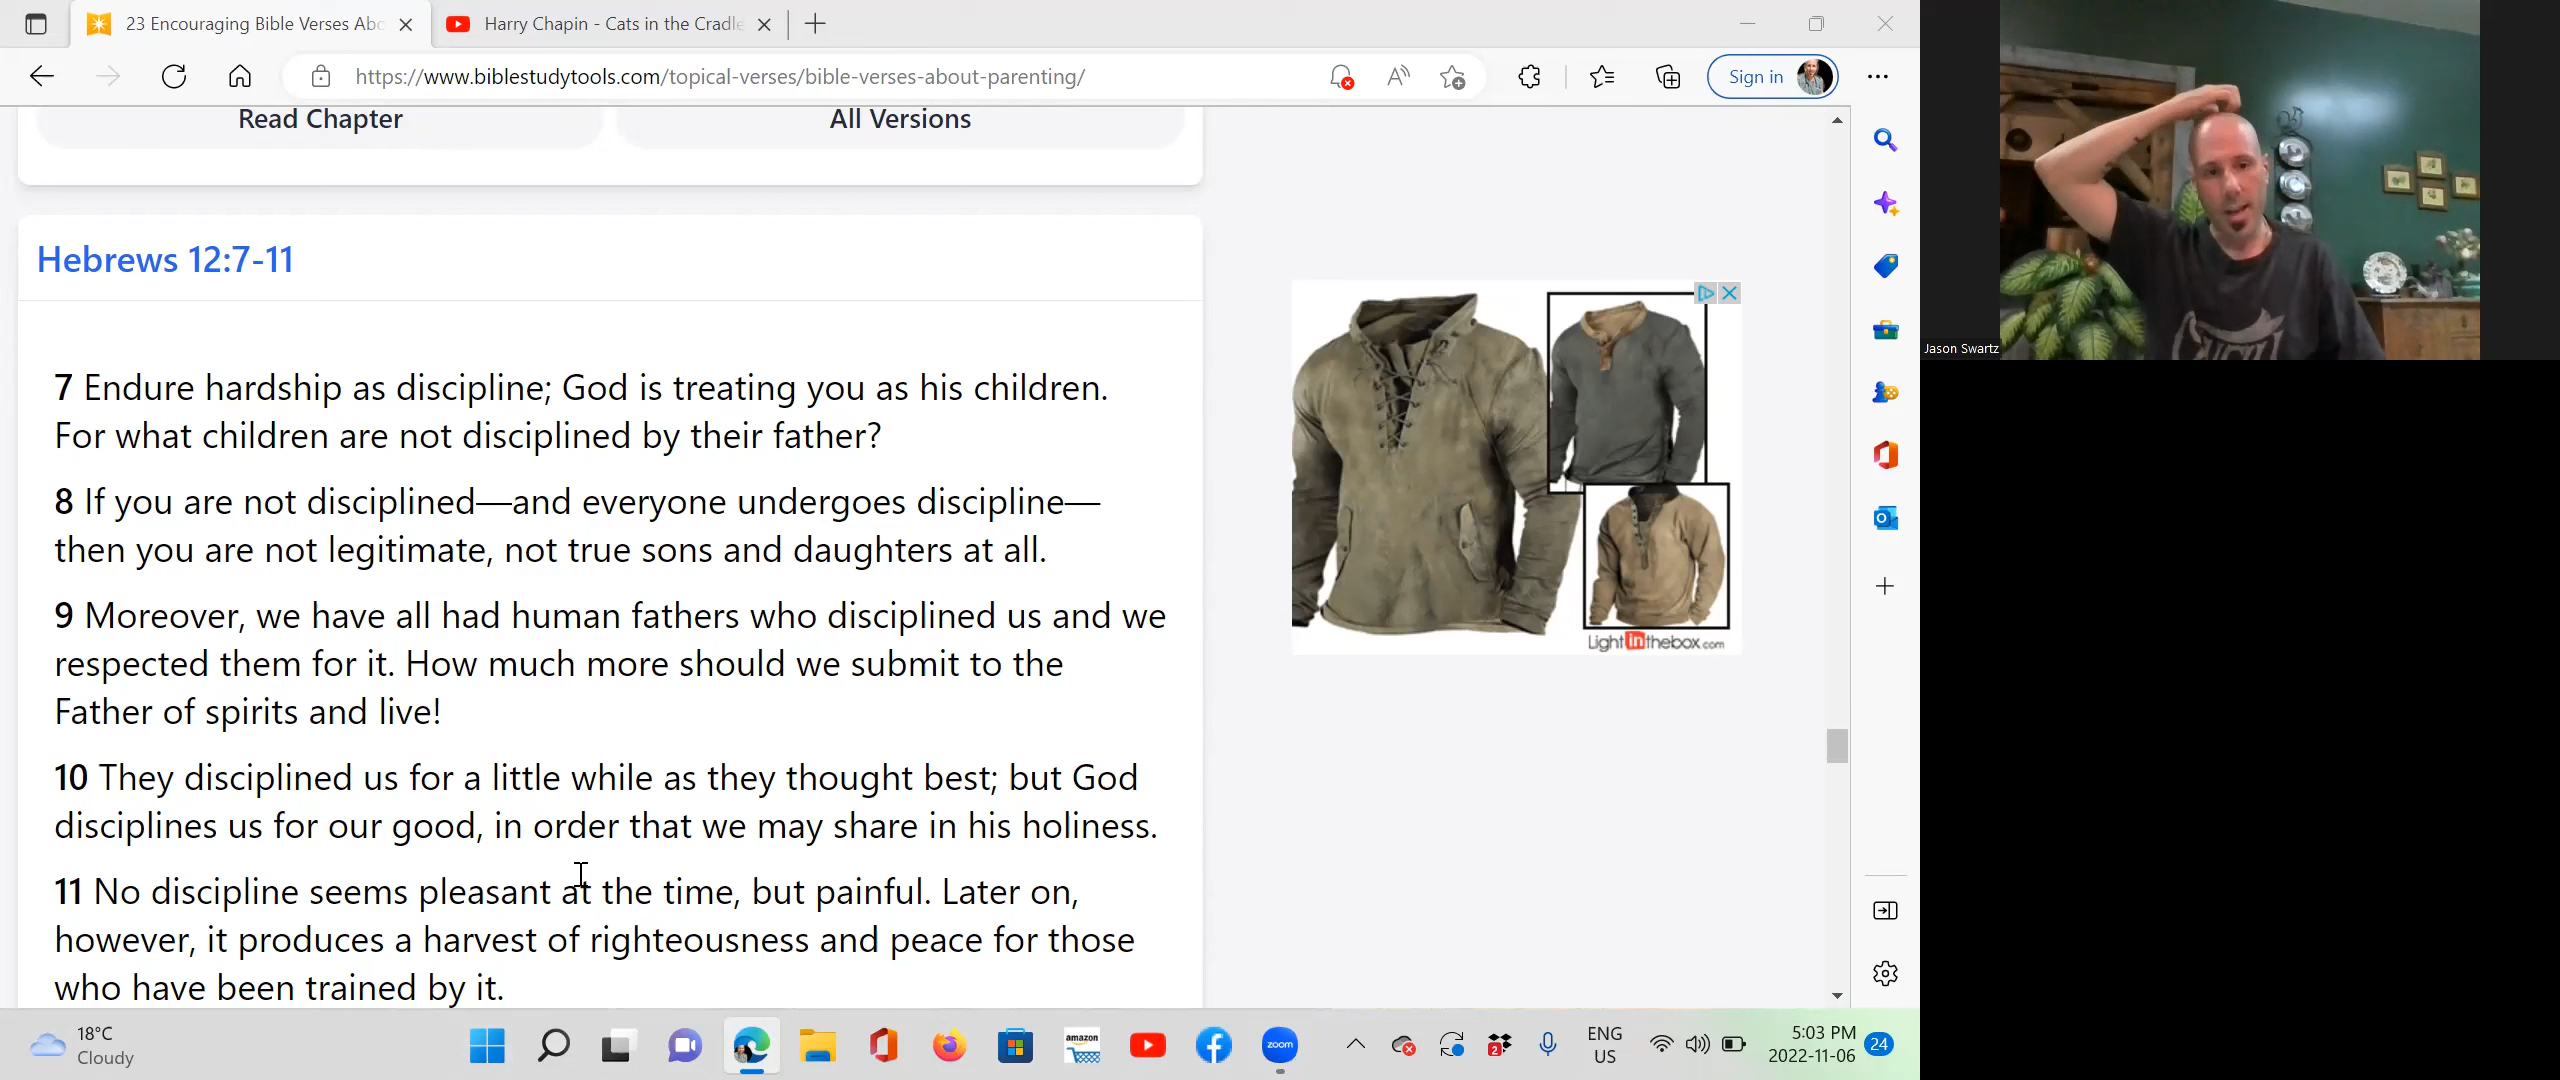 23 Encouraging Bible Verses Abo
Harry Chapin - Cats in the Cradle
https://www.biblestudytools.com/topical-verses/bible-verses-about-parenting/
Sign in
Read Chapter
All Versions
Hebrews 12:7-11
7 Endure hardship as discipline; God is treating you as his children.
For what children are not disciplined by their father?
8 If you are not disciplined—and everyone undergoes discipline—
then you are not legitimate, not true sons and daughters at all.
9 Moreover, we have all had human fathers who disciplined us and we
respected them for it. How much more should we submit to the
Father of spirits and live!
10 They disciplined us for a little while as they thought best; but God
disciplines us for our good, in order that we may share in his holiness.
11 No discipline seems pleasant at the time, but painful. Later on,
however, it produces a harvest of righteousness and peace for those
who have been trained by it.
Lightinthebox.com
Jason Swartz
18°C
Cloudy
amazon
zoom
2
ENG
US
5:03 PM
2022-11-06
24